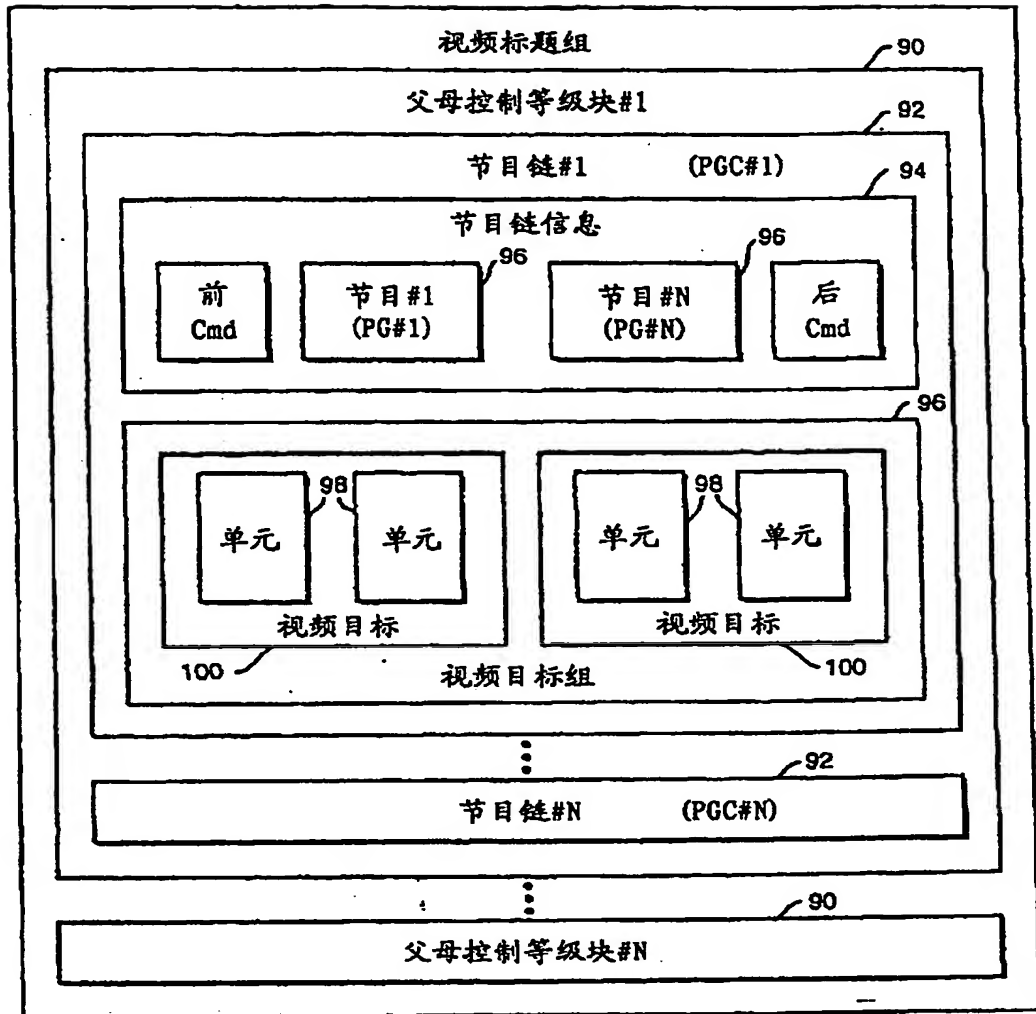 视频标题组
90
父母控制等级块#1
92
节目链#1 (PGC#1)
94
节目链信息
96 96
前 节目#1 节目#N 后
Cmd (PG#1) (PG#N) Cmd
96
98 98
单元 单元 单元 单元
视频目标 视频目标
100 100
视频目标组
92
节目链#N (PGC#N)
90
父母控制等级块#N